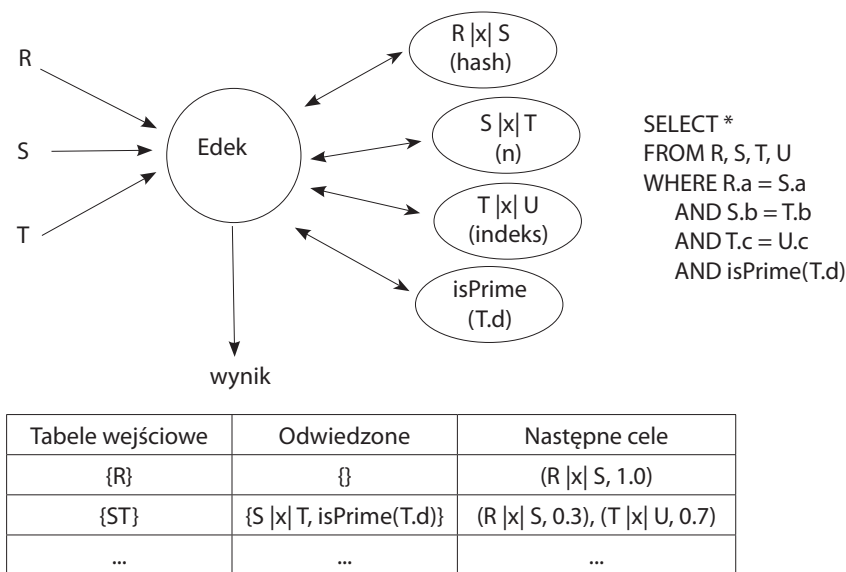 R
S
T
Edek
R |x| S
(hash)
S |x| T
(n)
T |x| U
(indeks)
isPrime
(T.d)
wynik
SELECT *
FROM R, S, T, U
WHERE R.a = S.a
AND S.b = T.b
AND T.c = U.c
AND isPrime(T.d)
Tabele wejściowe Odwiedzone Następne cele
{R} {} (R |x| S, 1.0)
{ST} {S |x| T, isPrime(T.d)} (R |x| S, 0.3), (T |x| U, 0.7)
... ... ...